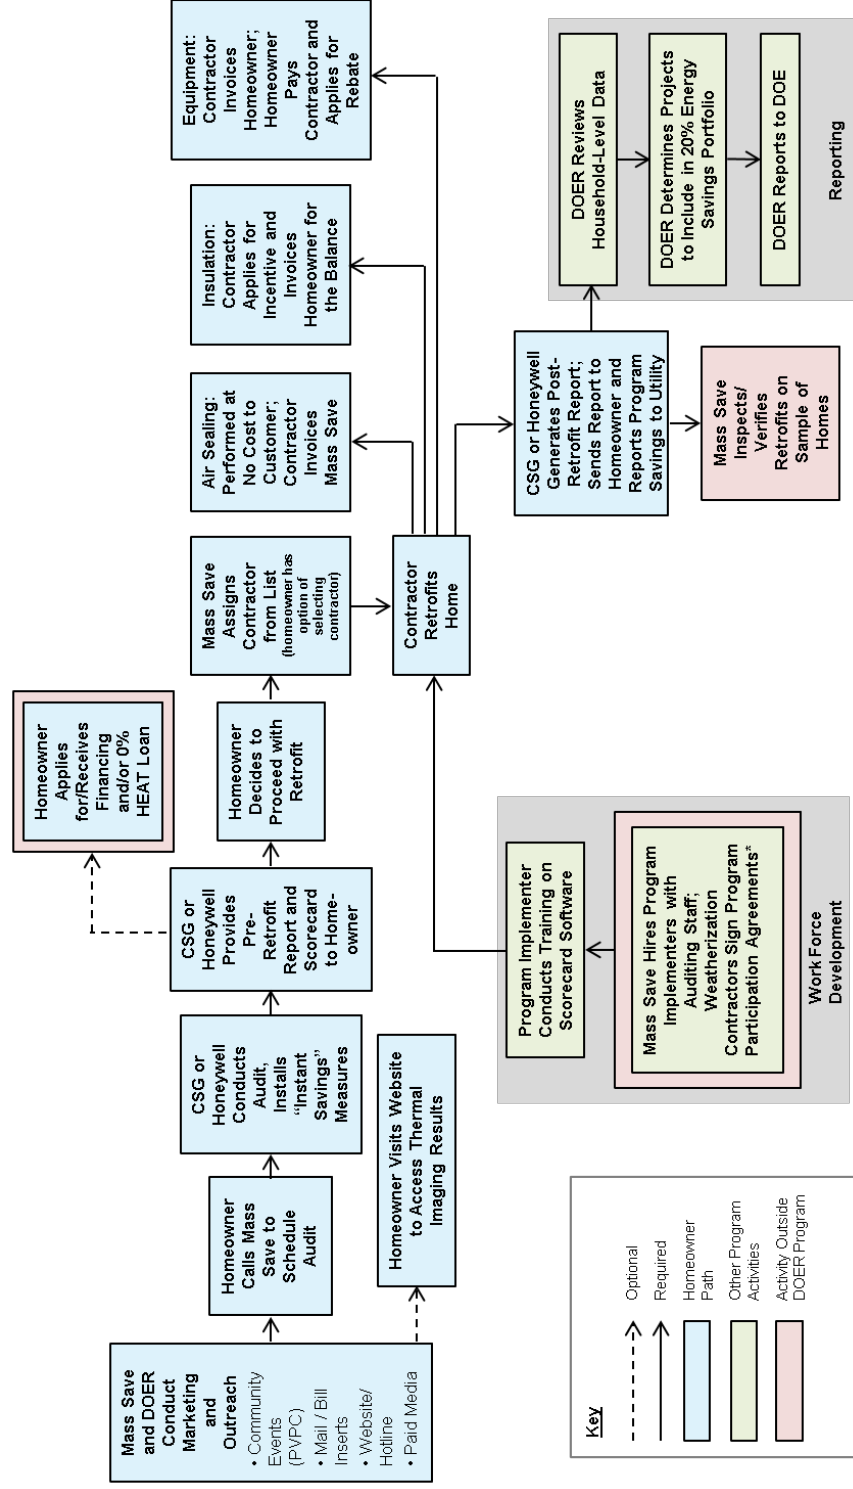 Mass Save
and DOER
Conduct
Marketing
and
Outreach
• Community
Events
(PVPC)
• Mail / Bill
Inserts
• Website/
Hotline
• Paid Media
Homeowner
Calls Mass
Save to
Schedule
Audit
Homeowner Visits Website
to Access Thermal
Imaging Results
CSG or
Honeywell
Conducts
Audit,
Installs
“Instant
Savings”
Measures
CSG or
Honeywell
Provides
Pre-
Retrofit
Report and
Scorecard
to Home-
owner
Homeowner
Applies
for/Receives
Financing
and/or 0%
HEAT Loan
Homeowner
Decides to
Proceed with
Retrofit
Mass Save
Assigns
Contractor
from List
(homeowner has
option of
selecting
contractor)
Contractor
Retrofits
Home
Air Sealing:
Performed at
No Cost to
Customer;
Contractor
Invoices
Mass Save
Insulation:
Contractor
Applies for
Incentive and
Invoices
Homeowner for
the Balance
Equipment:
Contractor
Invoices
Homeowner;
Homeowner
Pays
Contractor and
Applies for
Rebate
CSG or Honeywell
Generates Post-
Retrofit Report;
Sends Report to
Homeowner and
Reports Program
Savings to Utility
Mass Save
Inspects/
Verifies
Retrofits on
Sample of
Homes
DOER Reviews
Household-Level Data
DOER Determines Projects
to Include in 20% Energy
Savings Portfolio
DOER Reports to DOE
Reporting
Program Implementer
Conducts Training on
Scorecard Software
Mass Save Hires Program
Implementers with
Auditing Staff;
Weatherization
Contractors Sign Program
Participation Agreements*
Work Force
Development
Key
Optional
Required
Homeowner
Path
Other Program
Activities
Activity Outside
DOER Program